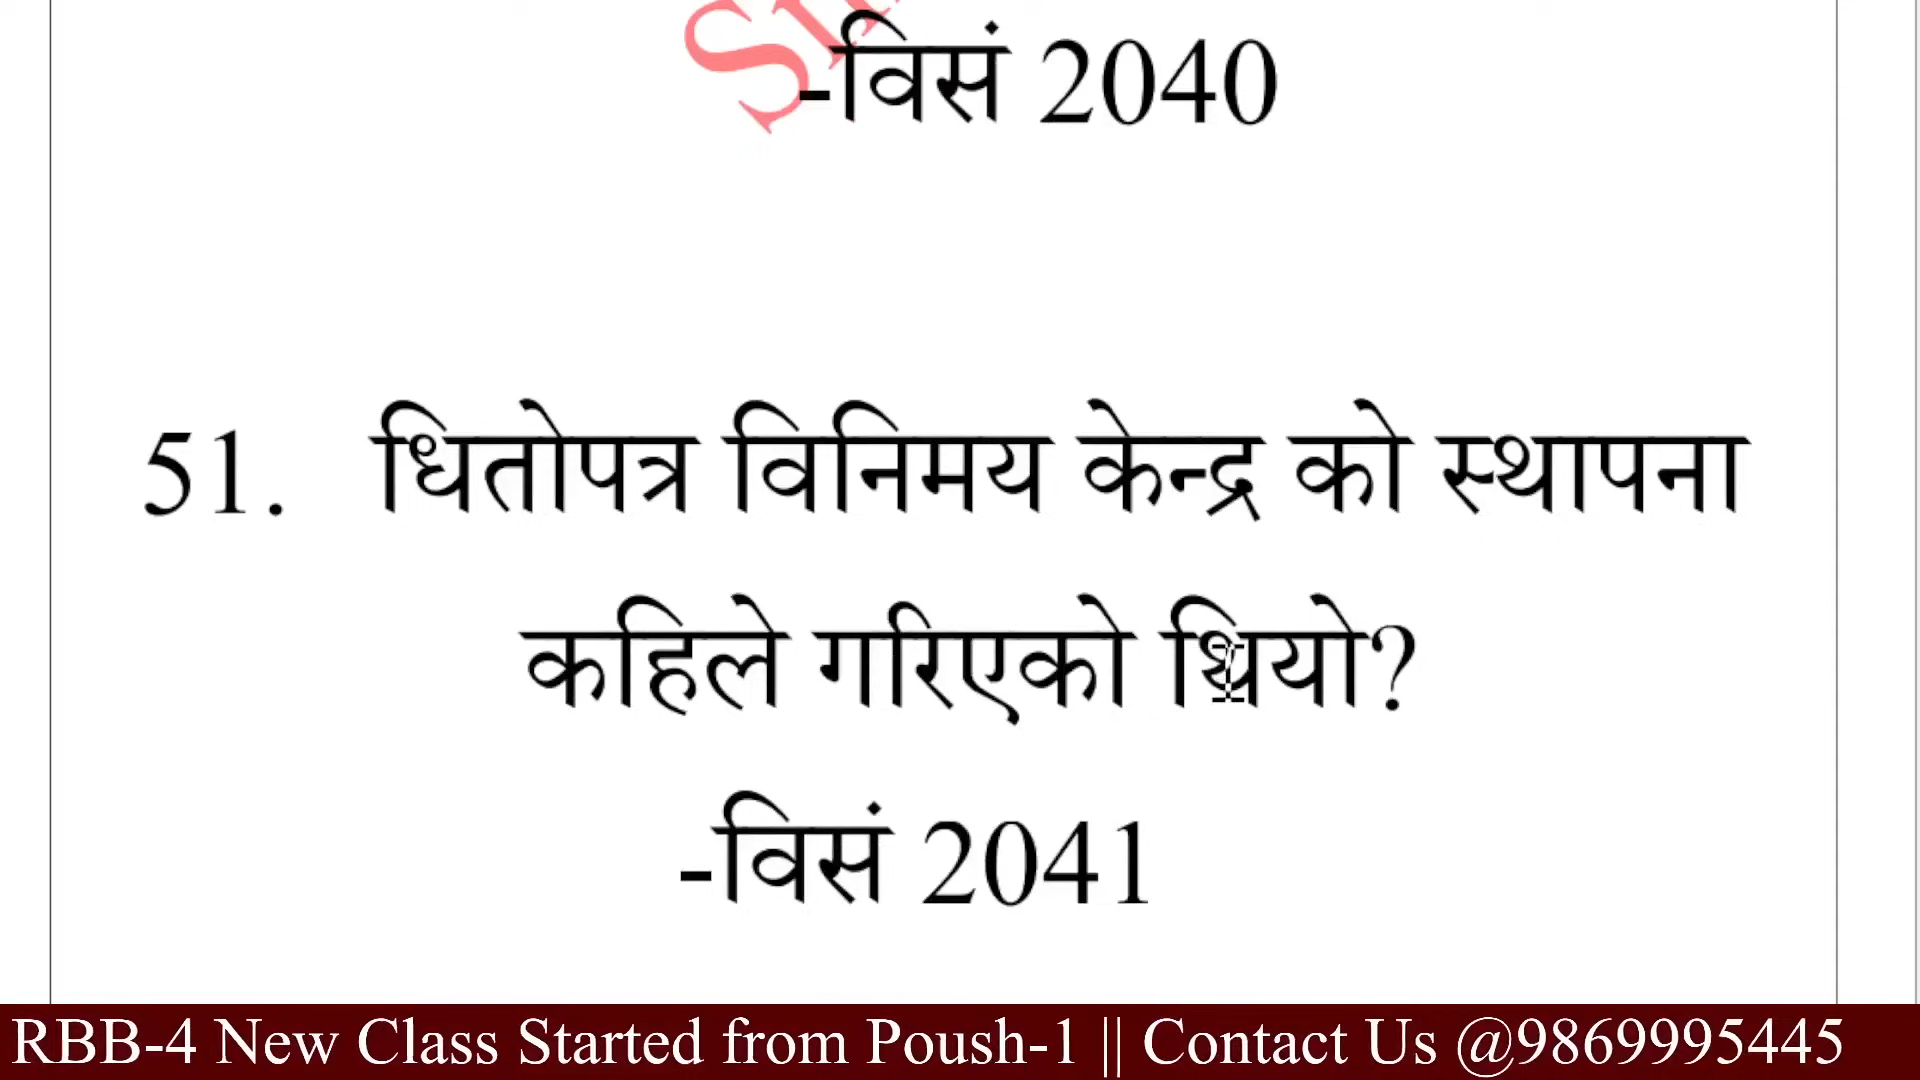 -विसं 2040
51. धितोपत्र विनिमय केन्द्र को स्थापना
कहिले गरिएको थियो?
-विसं 2041
RBB-4 New Class Started from Poush-1 || Contact Us @9869995445